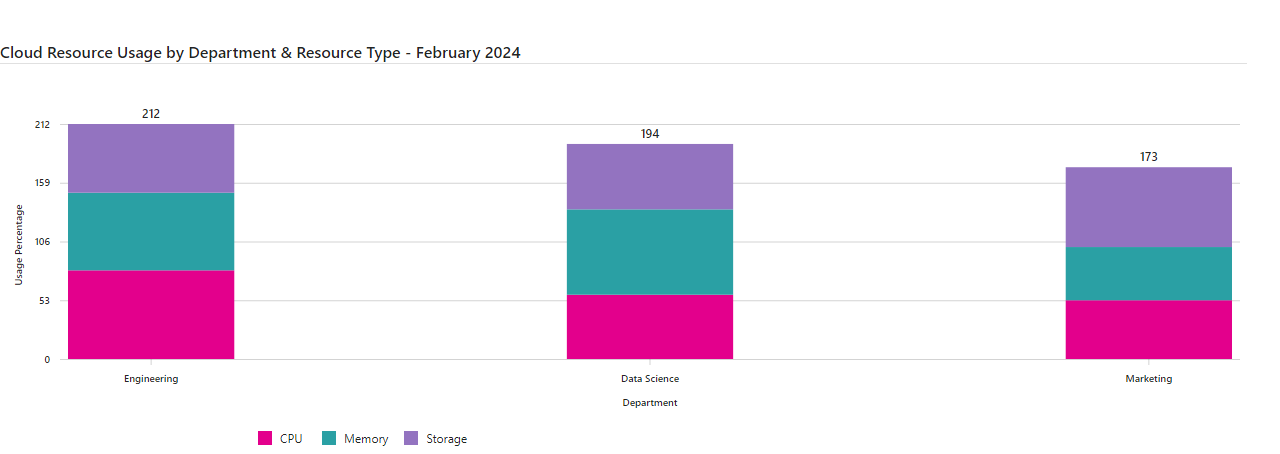 Cloud Resource Usage by Department & Resource Type - February 2024
212
194
173
212
159
106
53
0
Usage Percentage
Engineering Data Science Marketing
Department
CPU Memory Storage